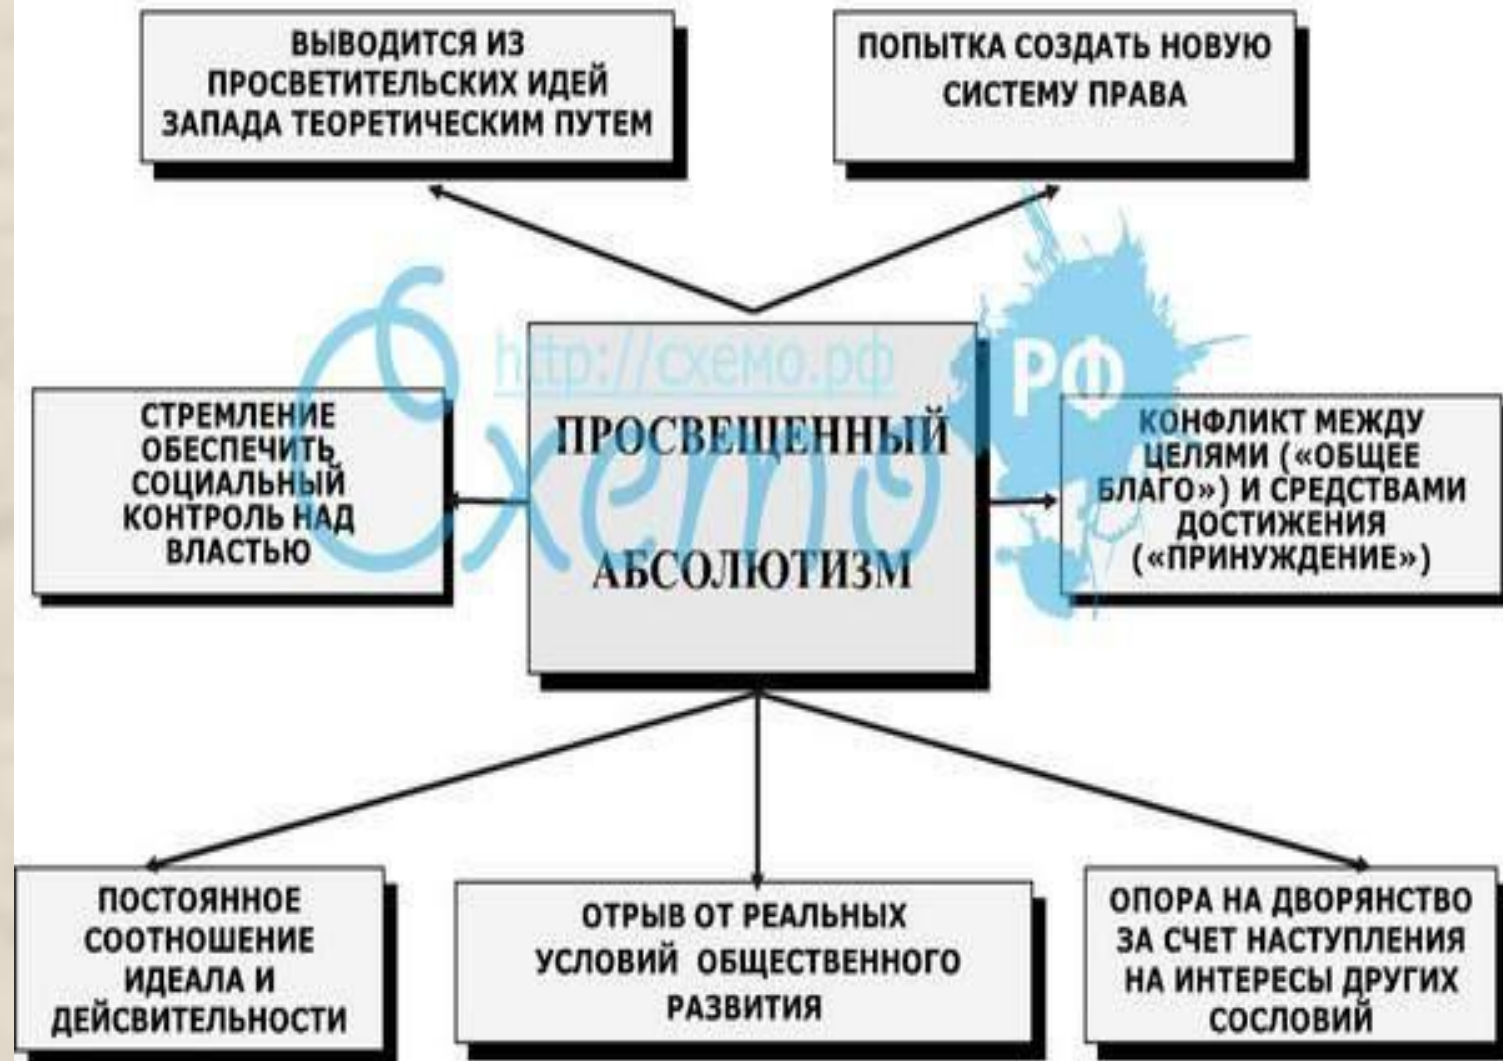 ВЫВОДИТСЯ ИЗ
ПРОСВЕТИТЕЛЬСКИХ ИДЕЙ
ЗАПАДА ТЕОРЕТИЧЕСКИМ ПУТЕМ
ПОПЫТКА СОЗДАТЬ НОВУЮ
СИСТЕМУ ПРАВА
http://схемо.рф
Схемо
РФ
СТРЕМЛЕНИЕ
ОБЕСПЕЧИТЬ
СОЦИАЛЬНЫЙ
КОНТРОЛЬ НАД
ВЛАСТЬЮ
ПРОСВЕЩЕННЫЙ
АБСОЛЮТИЗМ
КОНФЛИКТ МЕЖДУ
ЦЕЛЯМИ («ОБЩЕЕ
БЛАГО») И СРЕДСТВАМИ
ДОСТИЖЕНИЯ
(«ПРИНУЖДЕНИЕ»)
ПОСТОЯННОЕ
СООТНОШЕНИЕ
ИДЕАЛА И
ДЕЙСВИТЕЛЬНОСТИ
ОТРЫВ ОТ РЕАЛЬНЫХ
УСЛОВИЙ ОБЩЕСТВЕННОГО
РАЗВИТИЯ
ОПОРА НА ДВОРЯНСТВО
ЗА СЧЕТ НАСТУПЛЕНИЯ
НА ИНТЕРЕСЫ ДРУГИХ
СОСЛОВИЙ